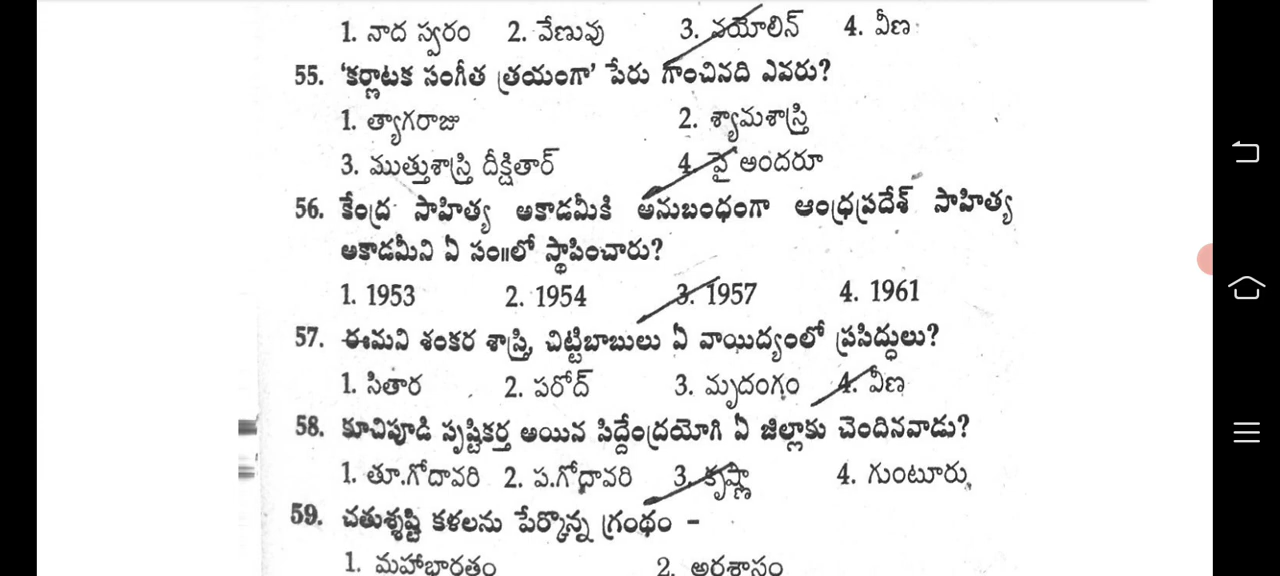 1. నాద స్వరం 2. వేణువు 3. వయోలిన్ 4. వీణ
55. 'కర్ణాటక సంగీత త్రయంగా' పేరు గాంచినది ఎవరు?
1. త్యాగరాజు 2. శ్యామశాస్త్రి
3. ముత్తుశాస్త్రి దీక్షితార్ 4. పై అందరూ
56. కేంద్ర సాహిత్య అకాడమీకి అనుబంధంగా ఆంధ్రప్రదేశ్ సాహిత్య
అకాడమీని ఏ సం॥లో స్థాపించారు?
1. 1953 2. 1954 3. 1957 4. 1961
57. ఈమని శంకర శాస్త్రి, చిట్టిబాబులు ఏ వాయిద్యంలో ప్రసిద్ధులు?
1. సితార 2. పరోద్ 3. మృదంగం 4. వీణ
58. కూచిపూడి సృష్టికర్త అయిన సిద్దేంద్రయోగి ఏ జిల్లాకు చెందినవాడు?
1. తూ.గోదావరి 2. ప.గోదావరి 3. కృష్ణా 4. గుంటూరు
59. చతుశ్శష్టి కళలను పేర్కొన్న గ్రంథం -
1. మహాభారతం 2. అర్థశాస్త్రం